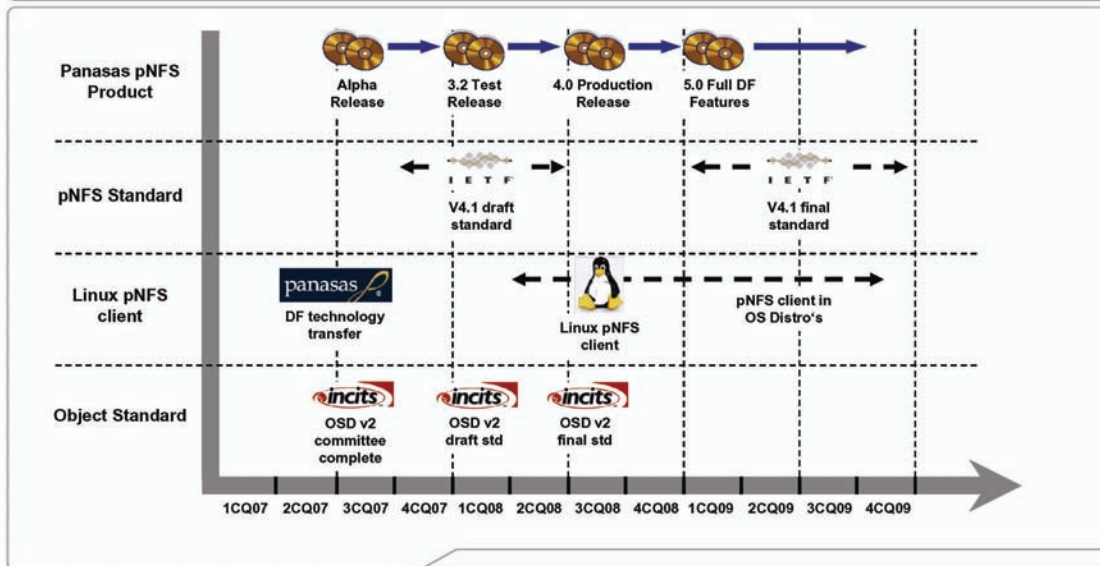 Panasas pNFS
Product
Alpha
Release
3.2 Test
Release
4.0 Production
Release
5.0 Full DF
Features
pNFS Standard
I E T F
V4.1 draft
standard
I E T F
V4.1 final
standard
Linux pNFS
client
panasas
®
DF technology
transfer
Linux pNFS
client
pNFS client in
OS Distro's
Object Standard
incits
OSD v2
committee
complete
incits
OSD v2
draft std
incits
OSD v2
final std
1CQ07 2CQ07 3CQ07 4CQ07 1CQ08 2CQ08 3CQ08 4CQ08 1CQ09 2CQ09 3CQ09 4CQ09